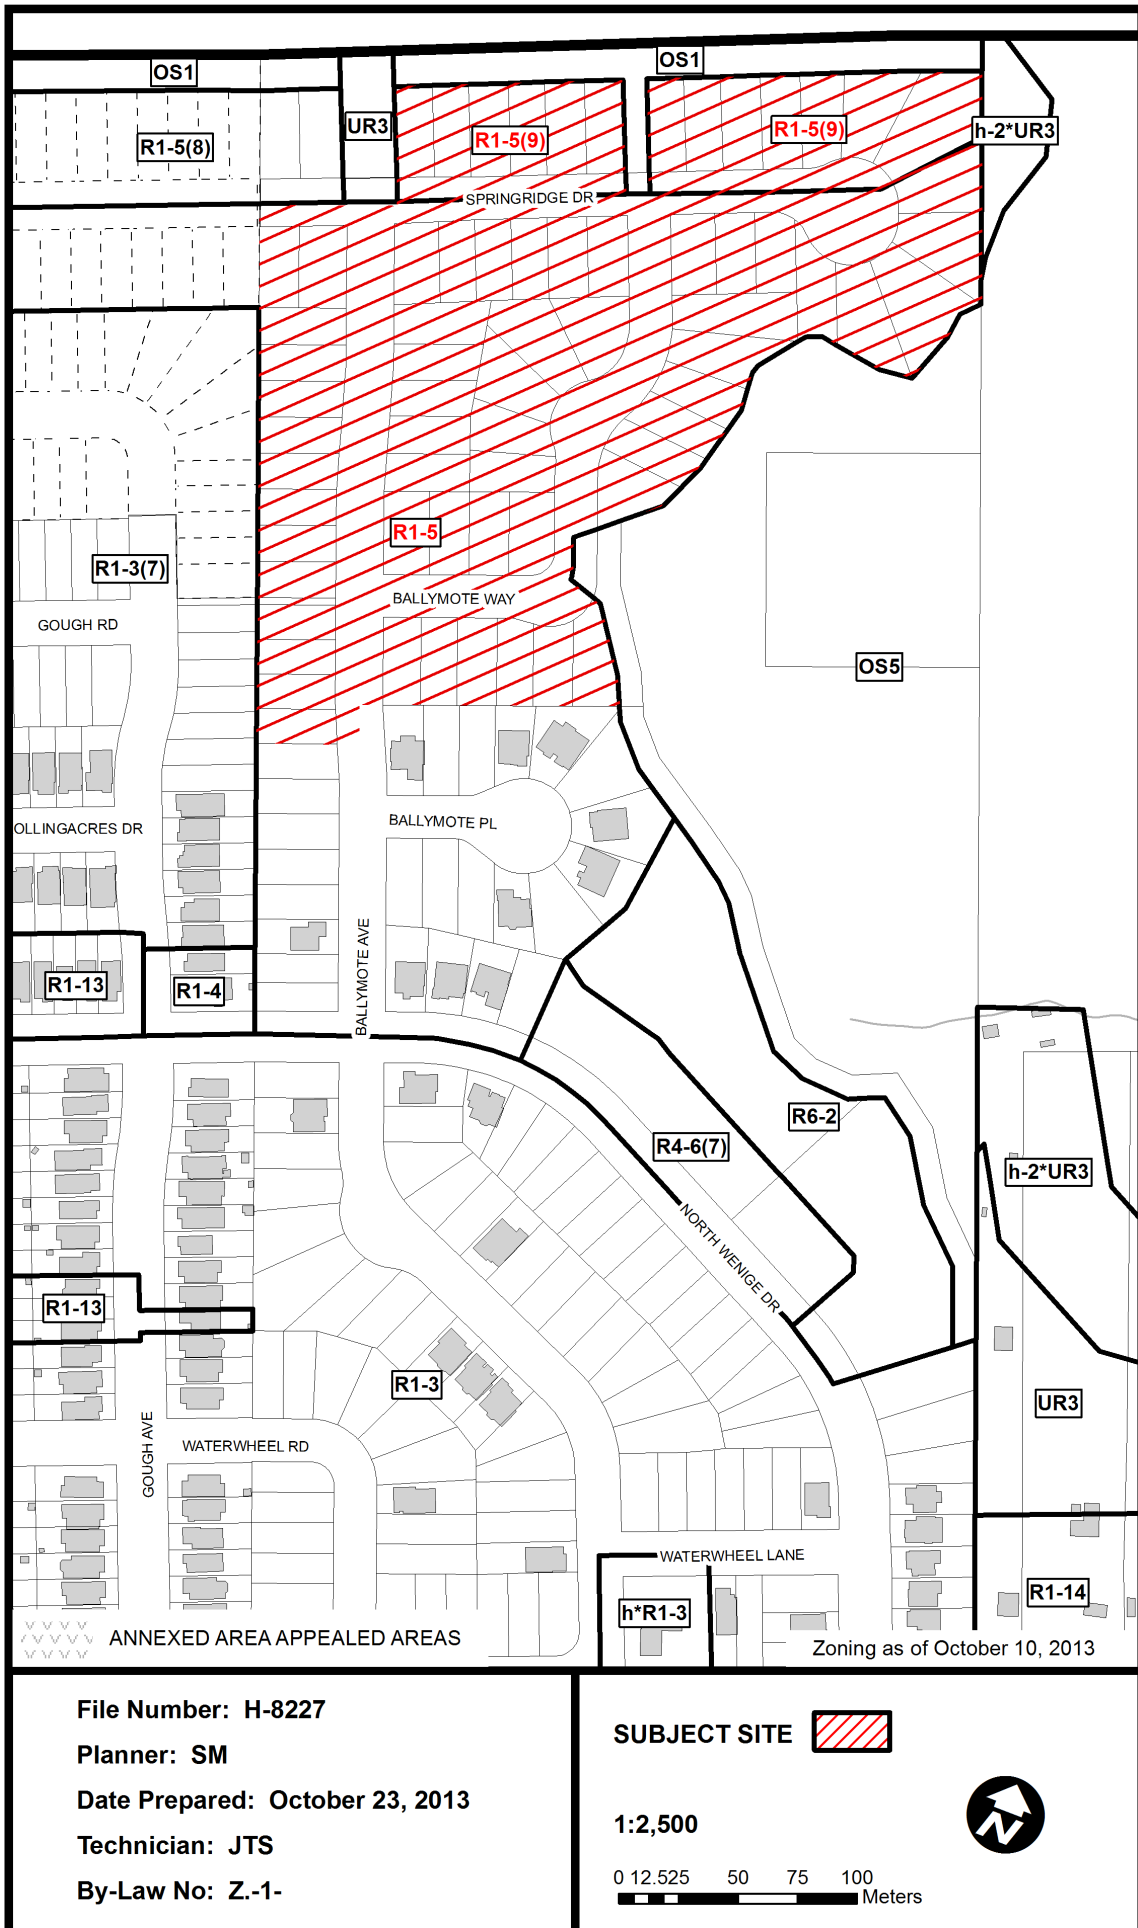 OS1
OS1
R1-5(8)
UR3
R1-5(9)
R1-5(9)
h-2*UR3
SPRINGRIDGE DR
R1-5
R1-3(7)
BALLYMOTE WAY
GOUGH RD
OS5
OLLINGACRES DR
BALLYMOTE PL
BALLYMOTE AVE
R1-13
R1-4
R6-2
R4-6(7)
h-2*UR3
NORTH WENIGE DR
R1-13
R1-3
UR3
GOUGH AVE
WATERWHEEL RD
WATERWHEEL LANE
h*R1-3
R1-14
ANNEXED AREA APPEALED AREAS
Zoning as of October 10, 2013
File Number: H-8227
Planner: SM
Date Prepared: October 23, 2013
Technician: JTS
By-Law No: Z.-1-
SUBJECT SITE
1:2,500
N
0 12.525 50 75 100
Meters